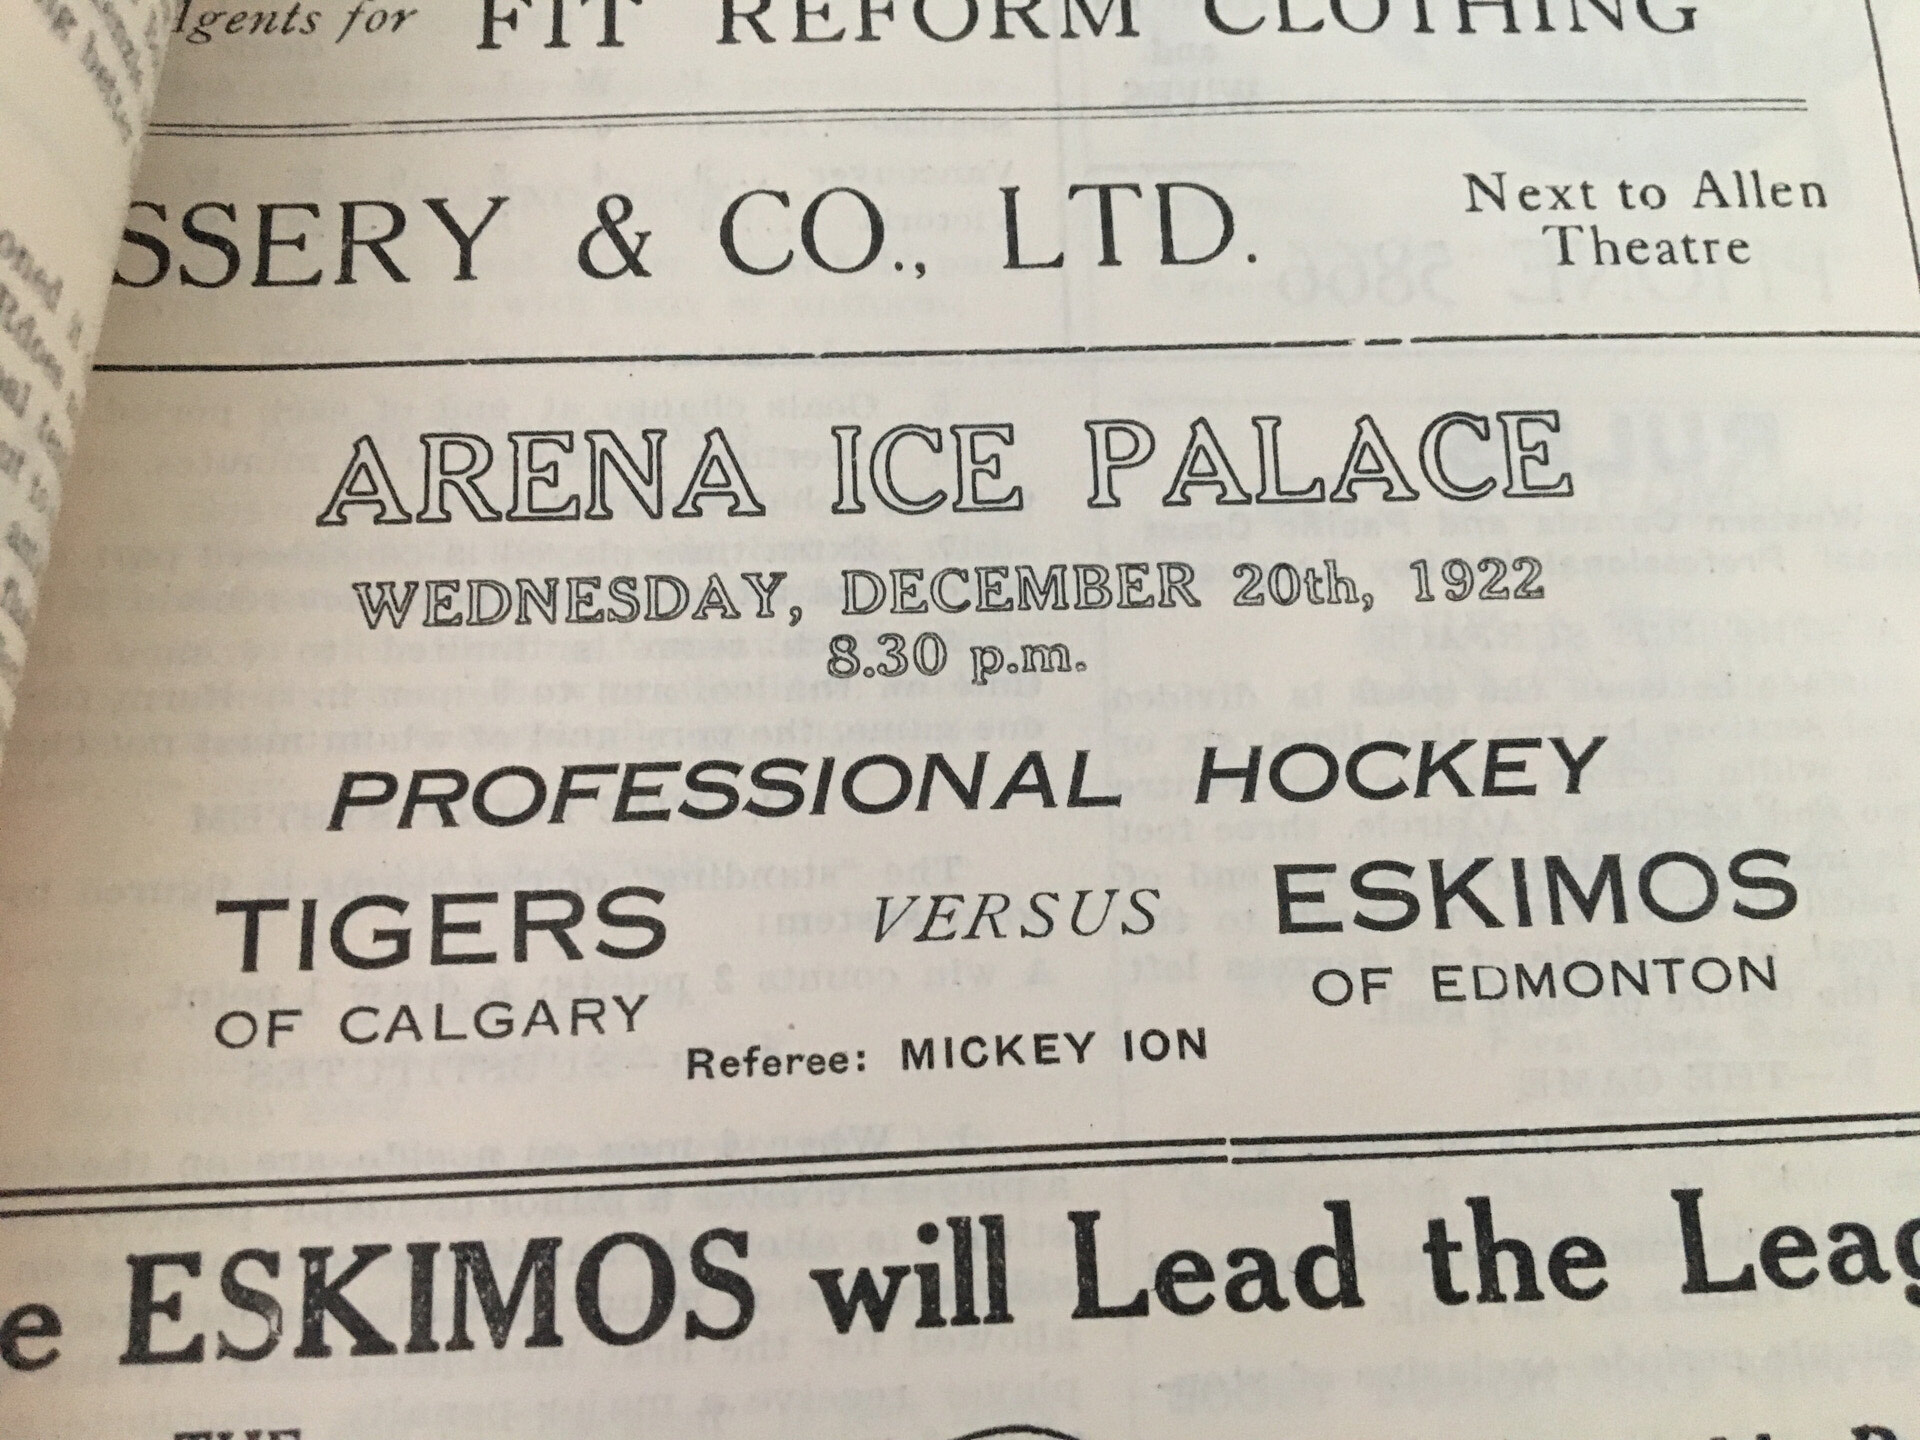 Agents for FIT REFORM CLOTHING
SSERY & CO., LTD.
Next to Allen
Theatre
ARENA ICE PALACE
WEDNESDAY, DECEMBER 20th, 1922
8.30 p.m.
PROFESSIONAL HOCKEY
TIGERS VERSUS ESKIMOS
OF CALGARY OF EDMONTON
Referee: MICKEY ION
e ESKIMOS will Lead the Leag
THE